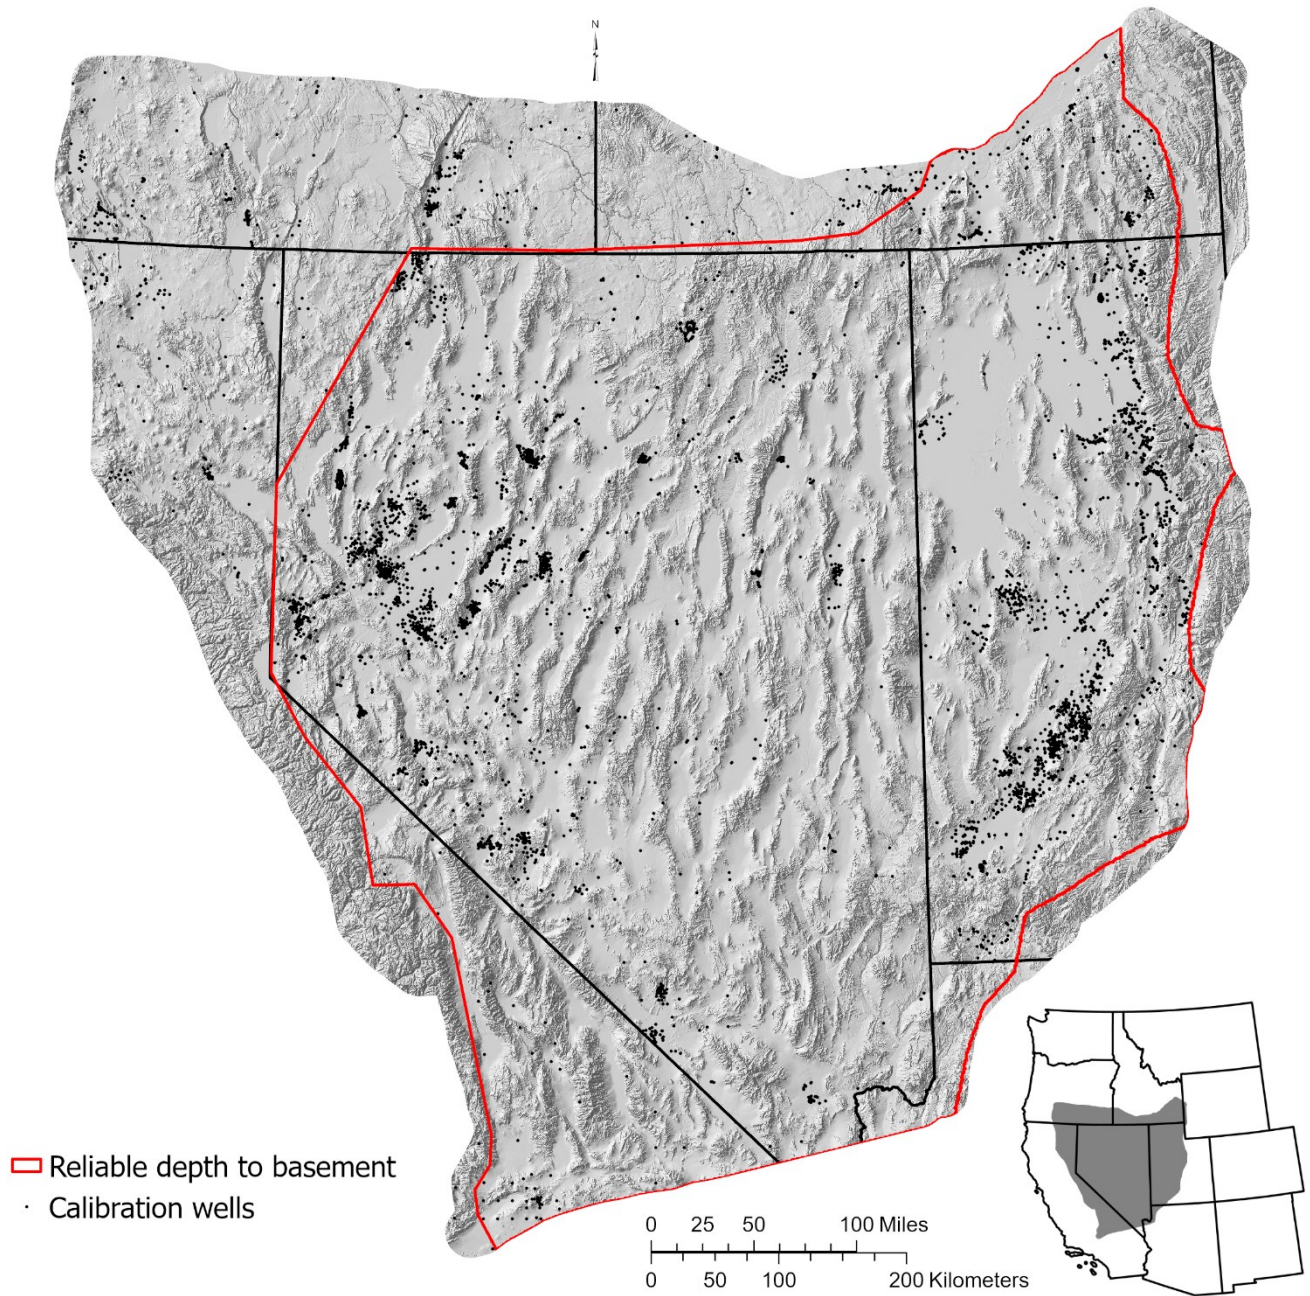 N
Reliable depth to basement
Calibration wells
0 25 50 100 Miles
0 50 100 200 Kilometers